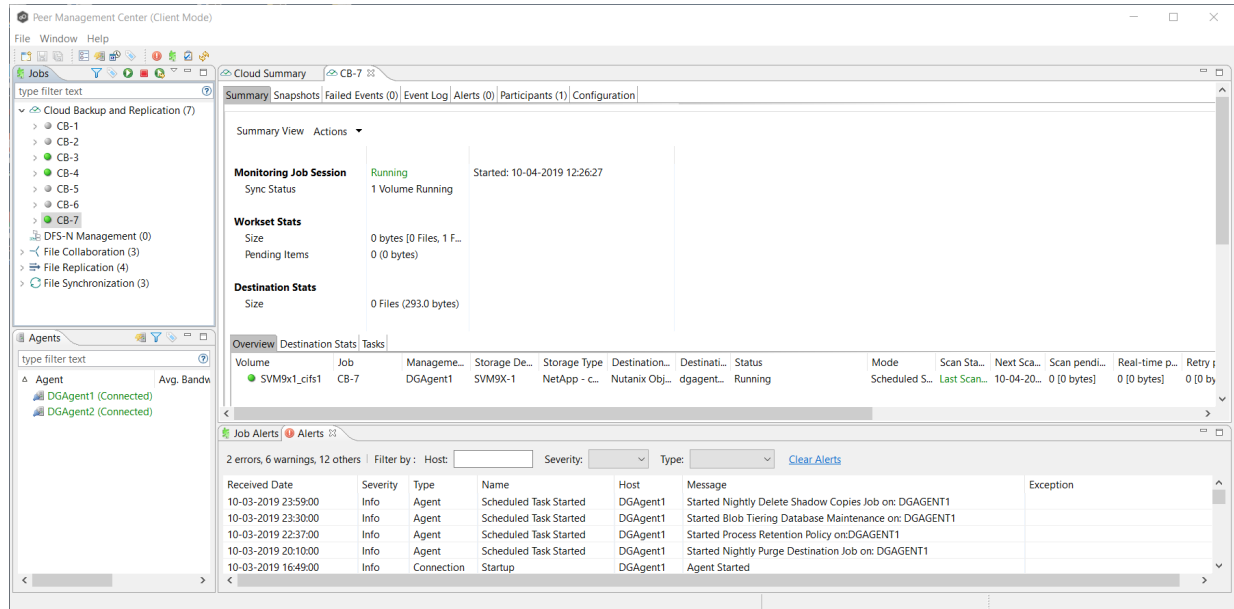 Peer Management Center (Client Mode)
File Window Help
Jobs
type filter text
Cloud Backup and Replication (7)
CB-1
CB-2
CB-3
CB-4
CB-5
CB-6
CB-7
DFS-N Management (0)
File Collaboration (3)
File Replication (4)
File Synchronization (3)
Agents
type filter text
Agent Avg. Bandw
DGAgent1 (Connected)
DGAgent2 (Connected)
Cloud Summary CB-7
Summary Snapshots Failed Events (0) Event Log Alerts (0) Participants (1) Configuration
Summary View Actions
Monitoring Job Session Running Started: 10-04-2019 12:26:27
Sync Status 1 Volume Running
Workset Stats
Size 0 bytes [0 Files, 1 F...
Pending Items 0 (0 bytes)
Destination Stats
Size 0 Files (293.0 bytes)
Overview Destination Stats Tasks
Volume Job Manageme... Storage De... Storage Type Destination... Destinati... Status Mode Scan Sta... Next Sca... Scan pendi... Real-time p... Retry p
SVM9x1_cifs1 CB-7 DGAgent1 SVM9X-1 NetApp - c... Nutanix Obj... dgagent... Running Scheduled S... Last Scan... 10-04-20... 0 [0 bytes] 0 [0 bytes] 0 [0 by
Job Alerts Alerts
2 errors, 6 warnings, 12 others Filter by : Host: Severity: Type: Clear Alerts
Received Date Severity Type Name Host Message Exception
10-03-2019 23:59:00 Info Agent Scheduled Task Started DGAgent1 Started Nightly Delete Shadow Copies Job on: DGAGENT1
10-03-2019 23:30:00 Info Agent Scheduled Task Started DGAgent1 Started Blob Tiering Database Maintenance on: DGAGENT1
10-03-2019 22:37:00 Info Agent Scheduled Task Started DGAgent1 Started Process Retention Policy on:DGAGENT1
10-03-2019 20:10:00 Info Agent Scheduled Task Started DGAgent1 Started Nightly Purge Destination Job on: DGAGENT1
10-03-2019 16:49:00 Info Connection Startup DGAgent1 Agent Started